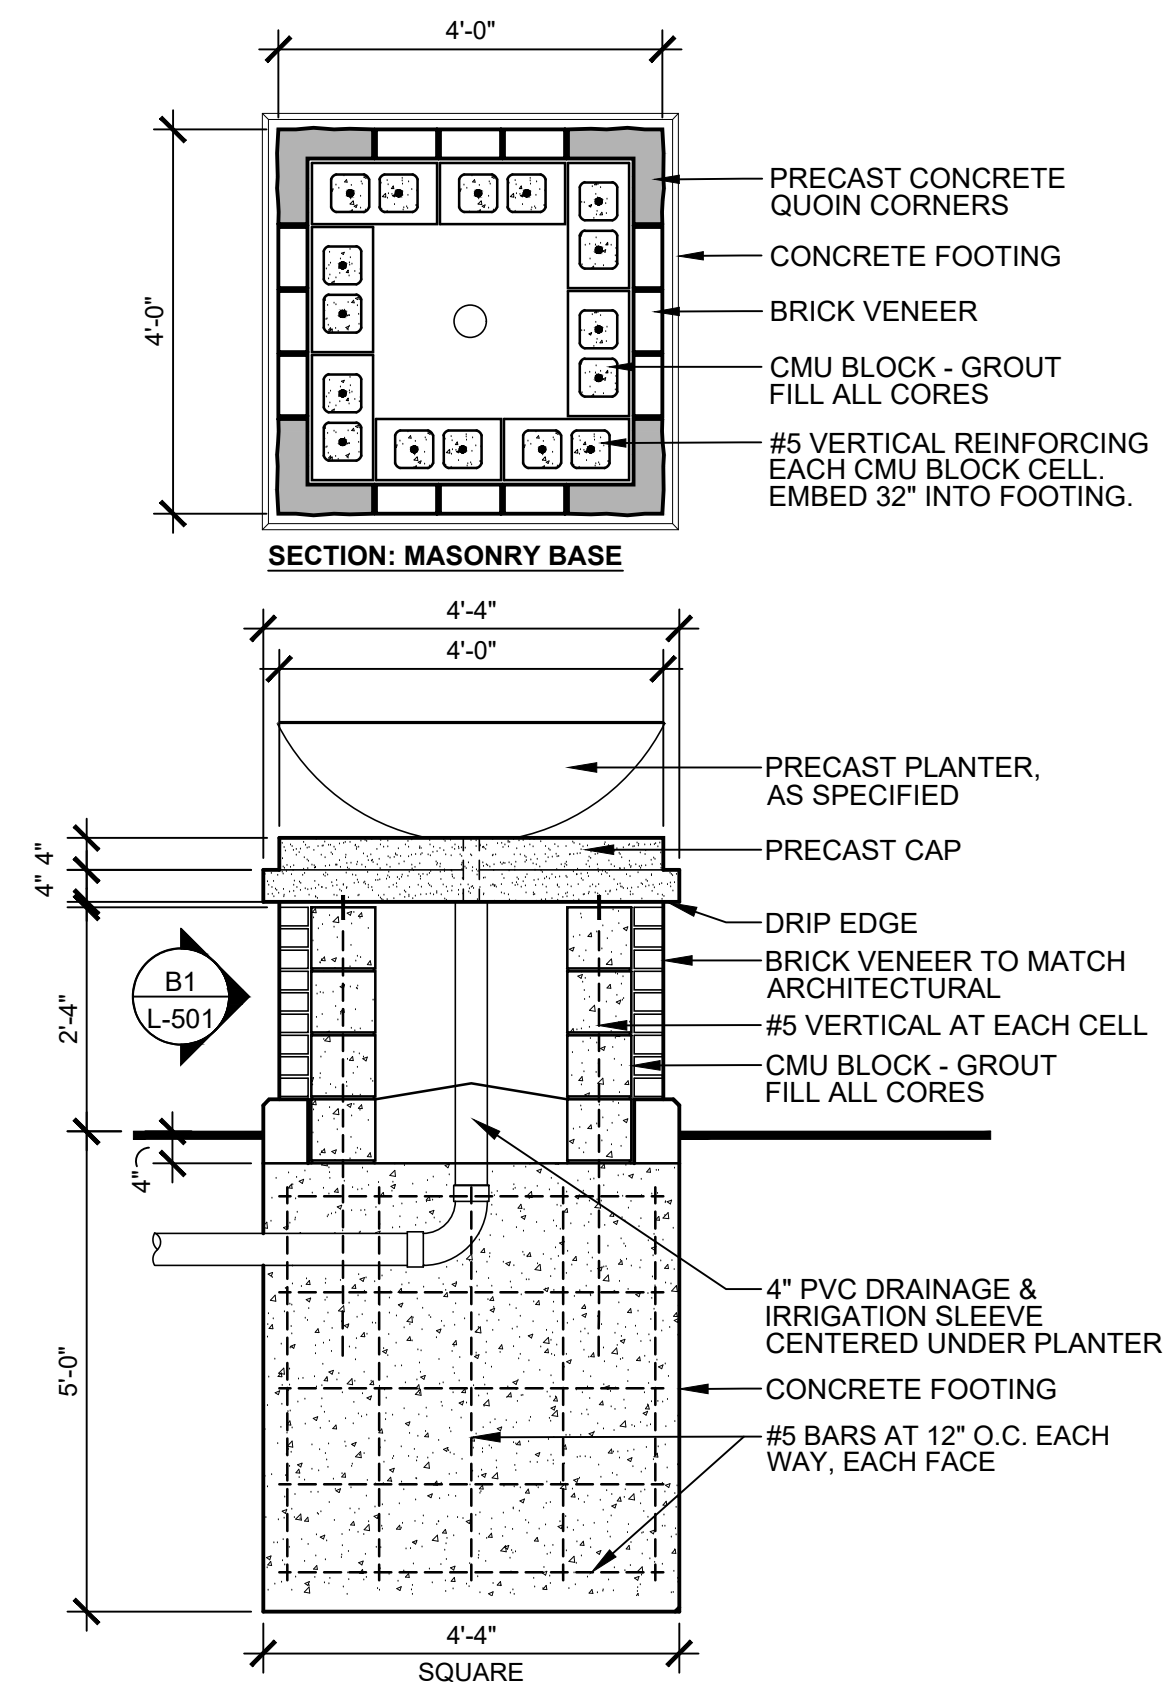 4'-0"
4'-0"
PRECAST CONCRETE
QUOIN CORNERS
CONCRETE FOOTING
BRICK VENEER
CMU BLOCK - GROUT
FILL ALL CORES
#5 VERTICAL REINFORCING
EACH CMU BLOCK CELL.
EMBED 32" INTO FOOTING.
SECTION: MASONRY BASE
4'-4"
4'-0"
PRECAST PLANTER,
AS SPECIFIED
4" 4"
PRECAST CAP
DRIP EDGE
BRICK VENEER TO MATCH
ARCHITECTURAL
B1
L-501
2'-4"
#5 VERTICAL AT EACH CELL
CMU BLOCK - GROUT
FILL ALL CORES
4"
4" PVC DRAINAGE &
IRRIGATION SLEEVE
CENTERED UNDER PLANTER
5'-0"
CONCRETE FOOTING
#5 BARS AT 12" O.C. EACH
WAY, EACH FACE
4'-4"
SQUARE